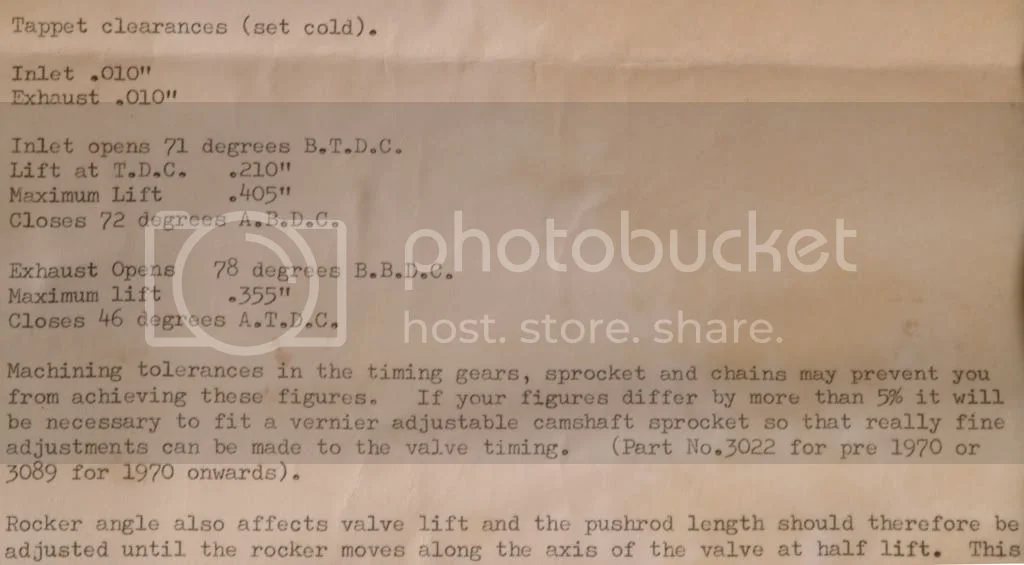 Tappet clearances (set cold).
Inlet .010"
Exhaust .010"
Inlet opens 71 degrees B.T.D.C.
Lift at T.D.C. .210"
Maximum Lift .405"
Closes 72 degrees A.B.D.C.
Exhaust Opens 78 degrees B.B.D.C.
Maximum lift .355"
Closes 46 degrees A.T.D.C.
photobucket
host. store. share.
Machining tolerances in the timing gears, sprocket and chains may prevent you
from achieving these figures. If your figures differ by more than 5% it will
be necessary to fit a vernier adjustable camshaft sprocket so that really fine
adjustments can be made to the valve timing. (Part No.3022 for pre 1970 or
3089 for 1970 onwards).
Rocker angle also affects valve lift and the pushrod length should therefore be
adjusted until the rocker moves along the axis of the valve at half lift. This